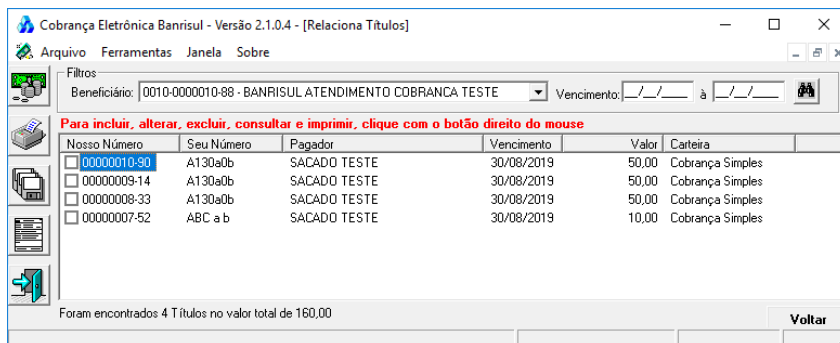 Cobrança Eletrônica Banrisul - Versão 2.1.0.4 - [Relaciona Títulos]
Arquivo Ferramentas Janela Sobre
Filtros
Beneficiário: 0010-0000010-88 - BANRISUL ATENDIMENTO COBRANCA TESTE Vencimento: __/__/____ à __/__/____
Para incluir, alterar, excluir, consultar e imprimir, clique com o botão direito do mouse
Nosso Número Seu Número Pagador Vencimento Valor Carteira
00000010-90 A130a0b SACADO TESTE 30/08/2019 50,00 Cobrança Simples
00000009-14 A130a0b SACADO TESTE 30/08/2019 50,00 Cobrança Simples
00000008-33 A130a0b SACADO TESTE 30/08/2019 50,00 Cobrança Simples
00000007-52 ABC a b SACADO TESTE 30/08/2019 10,00 Cobrança Simples
Foram encontrados 4 Títulos no valor total de 160,00
Voltar